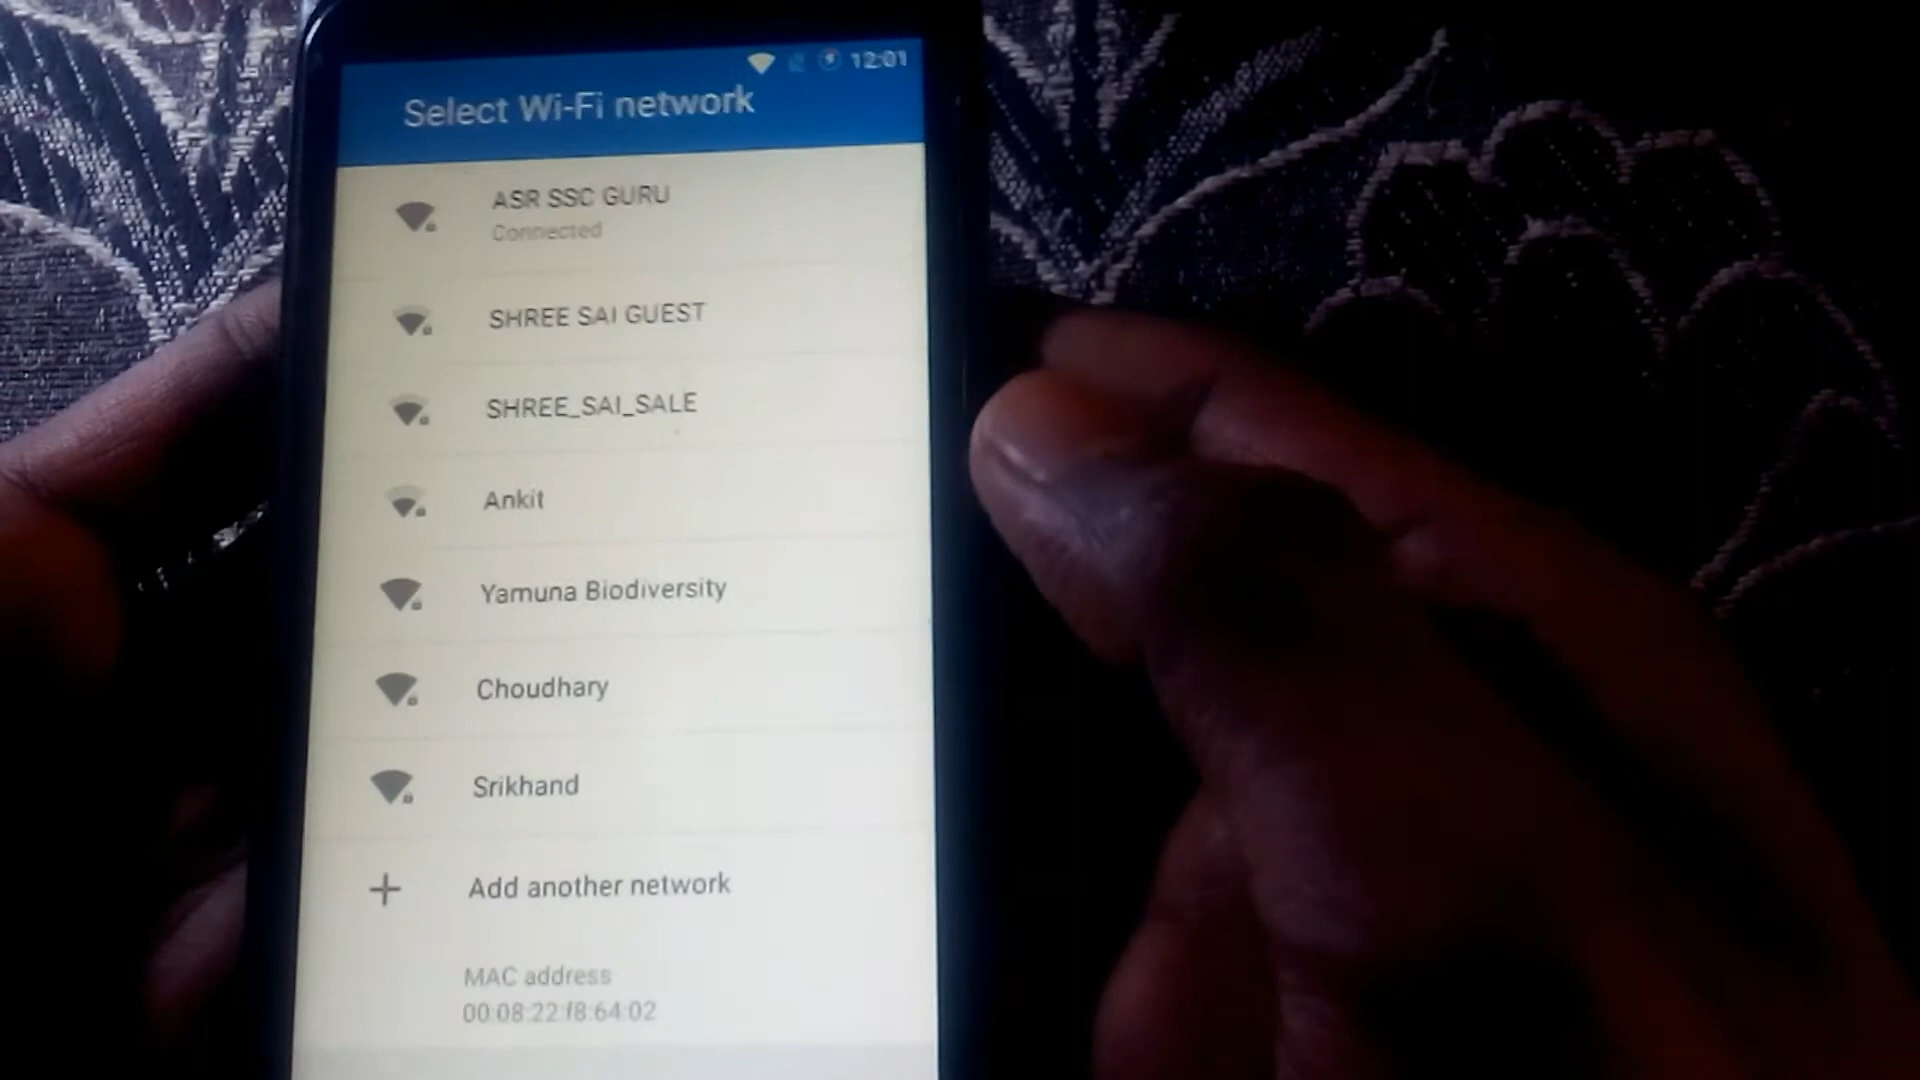 12:01
Select Wi-Fi network
ASR SSC GURU
Connected
SHREE SAI GUEST
SHREE_SAI_SALE
Ankit
Yamuna Biodiversity
Choudhary
Srikhand
Add another network
MAC address
00:08:22:f8:64:02